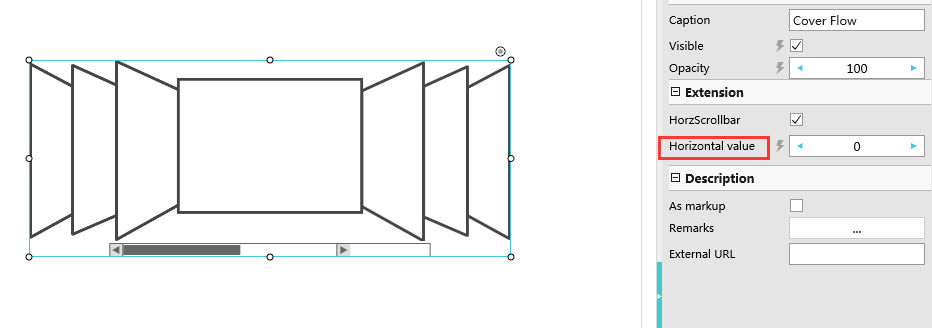 Caption Cover Flow
Visible
Opacity 100
Extension
HorzScrollbar
Horizontal value 0
Description
As markup
Remarks ...
External URL